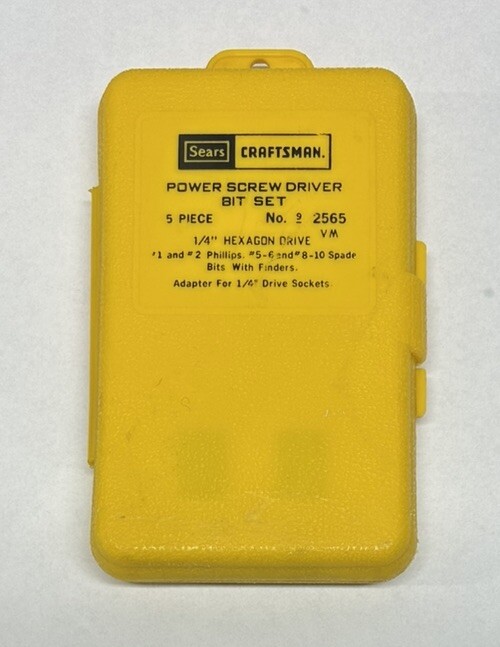 Sears CRAFTSMAN.
POWER SCREW DRIVER
BIT SET
5 PIECE No. 9 2565
VM
1/4" HEXAGON DRIVE
#1 and #2 Phillips. #5-6 and #8-10 Spade
Bits With Finders.
Adapter For 1/4" Drive Sockets